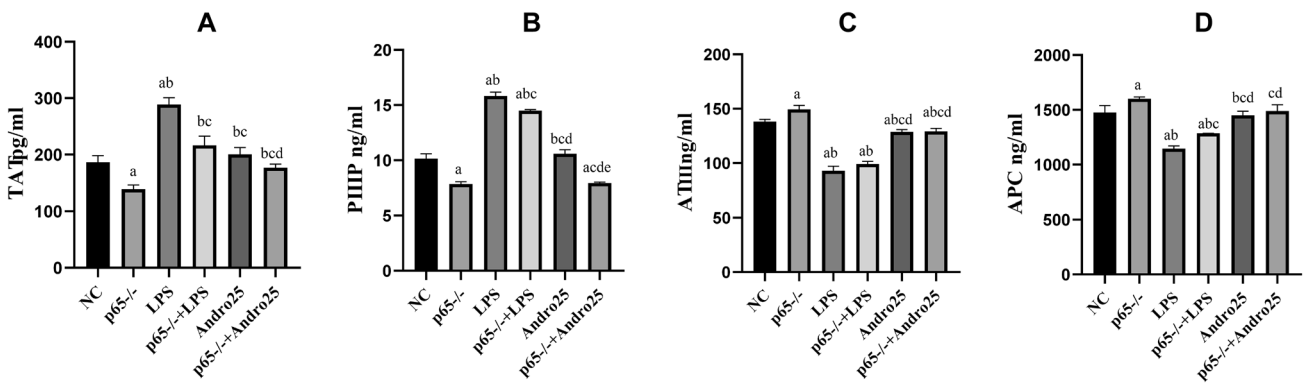 A
TATpg/ml
400
300
200
100
0
a
ab
bc
bc
bcd
NC
p65-/-
LPS
p65-/-+LPS
Andro25
p65-/-+Andro25
B
PIIIP ng/ml
20
15
10
5
0
a
ab
abc
bcd
acde
NC
p65-/-
LPS
p65-/-+LPS
Andro25
p65-/-+Andro25
C
ATIIIng/ml
200
150
100
50
0
a
ab
ab
abcd
abcd
NC
p65-/-
LPS
p65-/-+LPS
Andro25
p65-/-+Andro25
D
APC ng/ml
2000
1500
1000
500
0
a
ab
abc
bcd
cd
NC
p65-/-
LPS
p65-/-+LPS
Andro25
p65-/-+Andro25